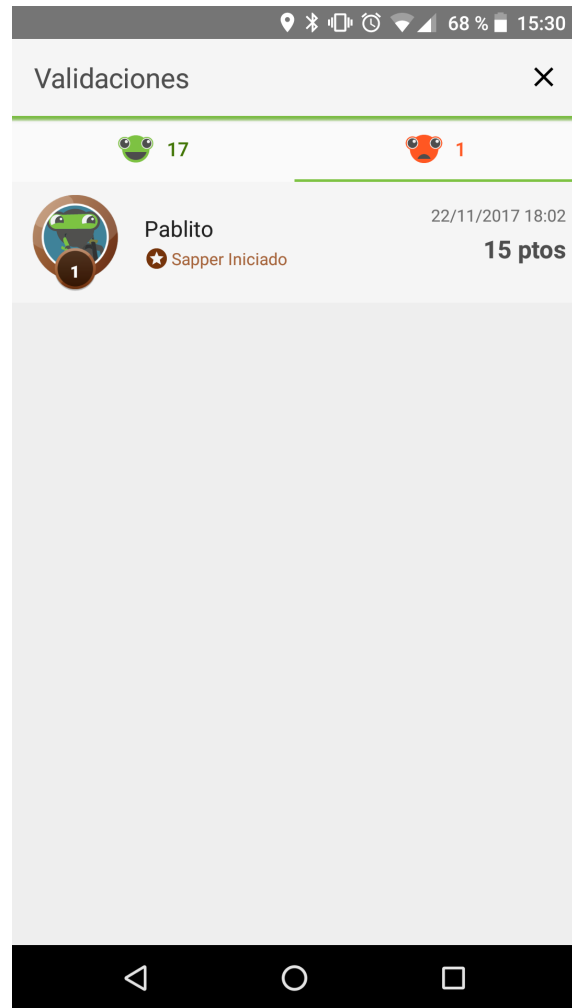 68 % 15:30
Validaciones
17
1
Pablito
22/11/2017 18:02
Sapper Iniciado
15 ptos
1